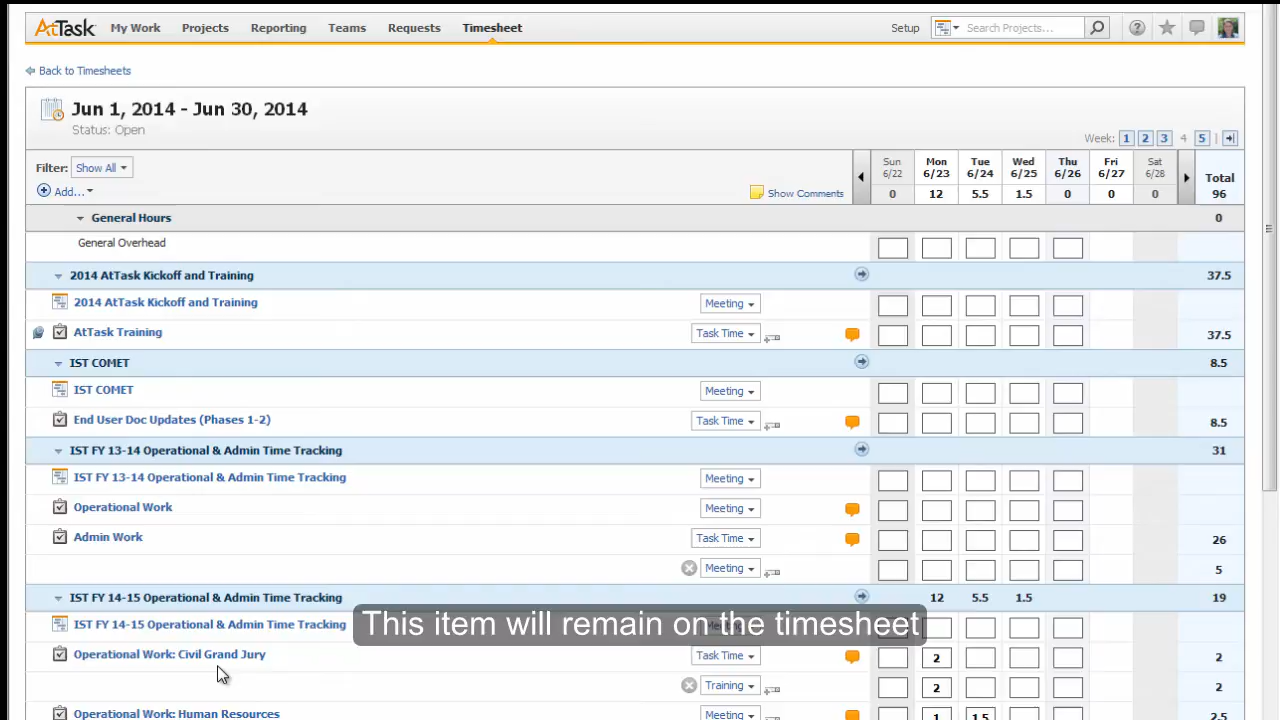 AtTask My Work Projects Reporting Teams Requests Timesheet Setup Search Projects...
Back to Timesheets
Jun 1, 2014 - Jun 30, 2014
Status: Open
Week: 1 2 3 4 5
Filter: Show All
Add...
Show Comments
Sun 6/22 0
Mon 6/23 12
Tue 6/24 5.5
Wed 6/25 1.5
Thu 6/26 0
Fri 6/27 0
Sat 6/28 0
Total 96
General Hours 0
General Overhead
2014 AtTask Kickoff and Training 37.5
2014 AtTask Kickoff and Training Meeting
AtTask Training Task Time 37.5
IST COMET 8.5
IST COMET Meeting
End User Doc Updates (Phases 1-2) Task Time 8.5
IST FY 13-14 Operational & Admin Time Tracking 31
IST FY 13-14 Operational & Admin Time Tracking Meeting
Operational Work Meeting
Admin Work Task Time 26
Meeting 5
IST FY 14-15 Operational & Admin Time Tracking 12 5.5 1.5 19
IST FY 14-15 Operational & Admin Time Tracking
This item will remain on the timesheet
Operational Work: Civil Grand Jury Task Time 2 2
Training 2 2
Operational Work: Human Resources Meeting 1 1.5 2.5